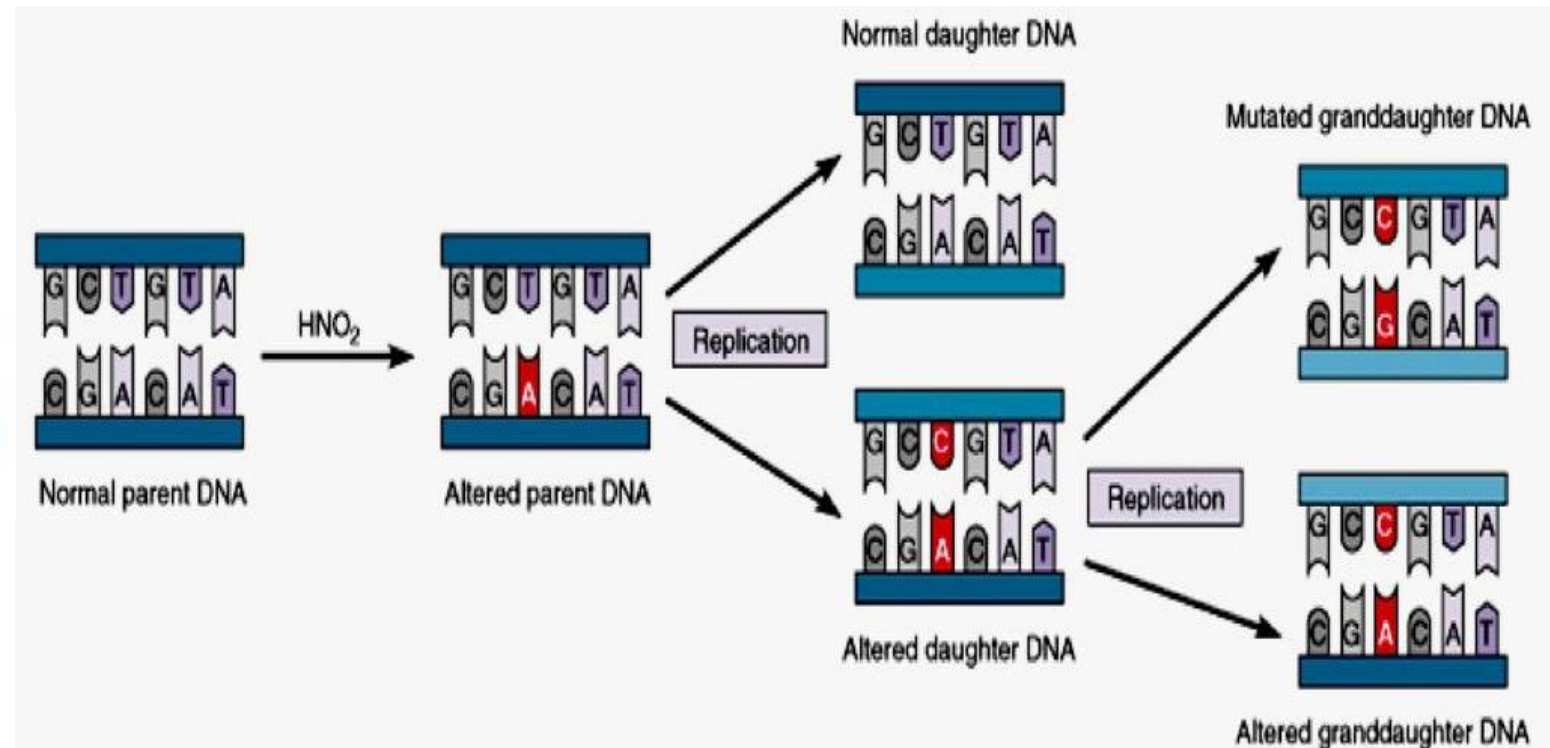 Normal daughter DNA
G C T G T A
C G A C A T
Mutated granddaughter DNA
G C C G T A
C G G C A T
G C T G T A
C G A C A T
Normal parent DNA
HNO₂
G C T G T A
C G A C A T
Altered parent DNA
Replication
G C C G T A
C G A C A T
Altered daughter DNA
Replication
G C C G T A
C G A C A T
Altered granddaughter DNA